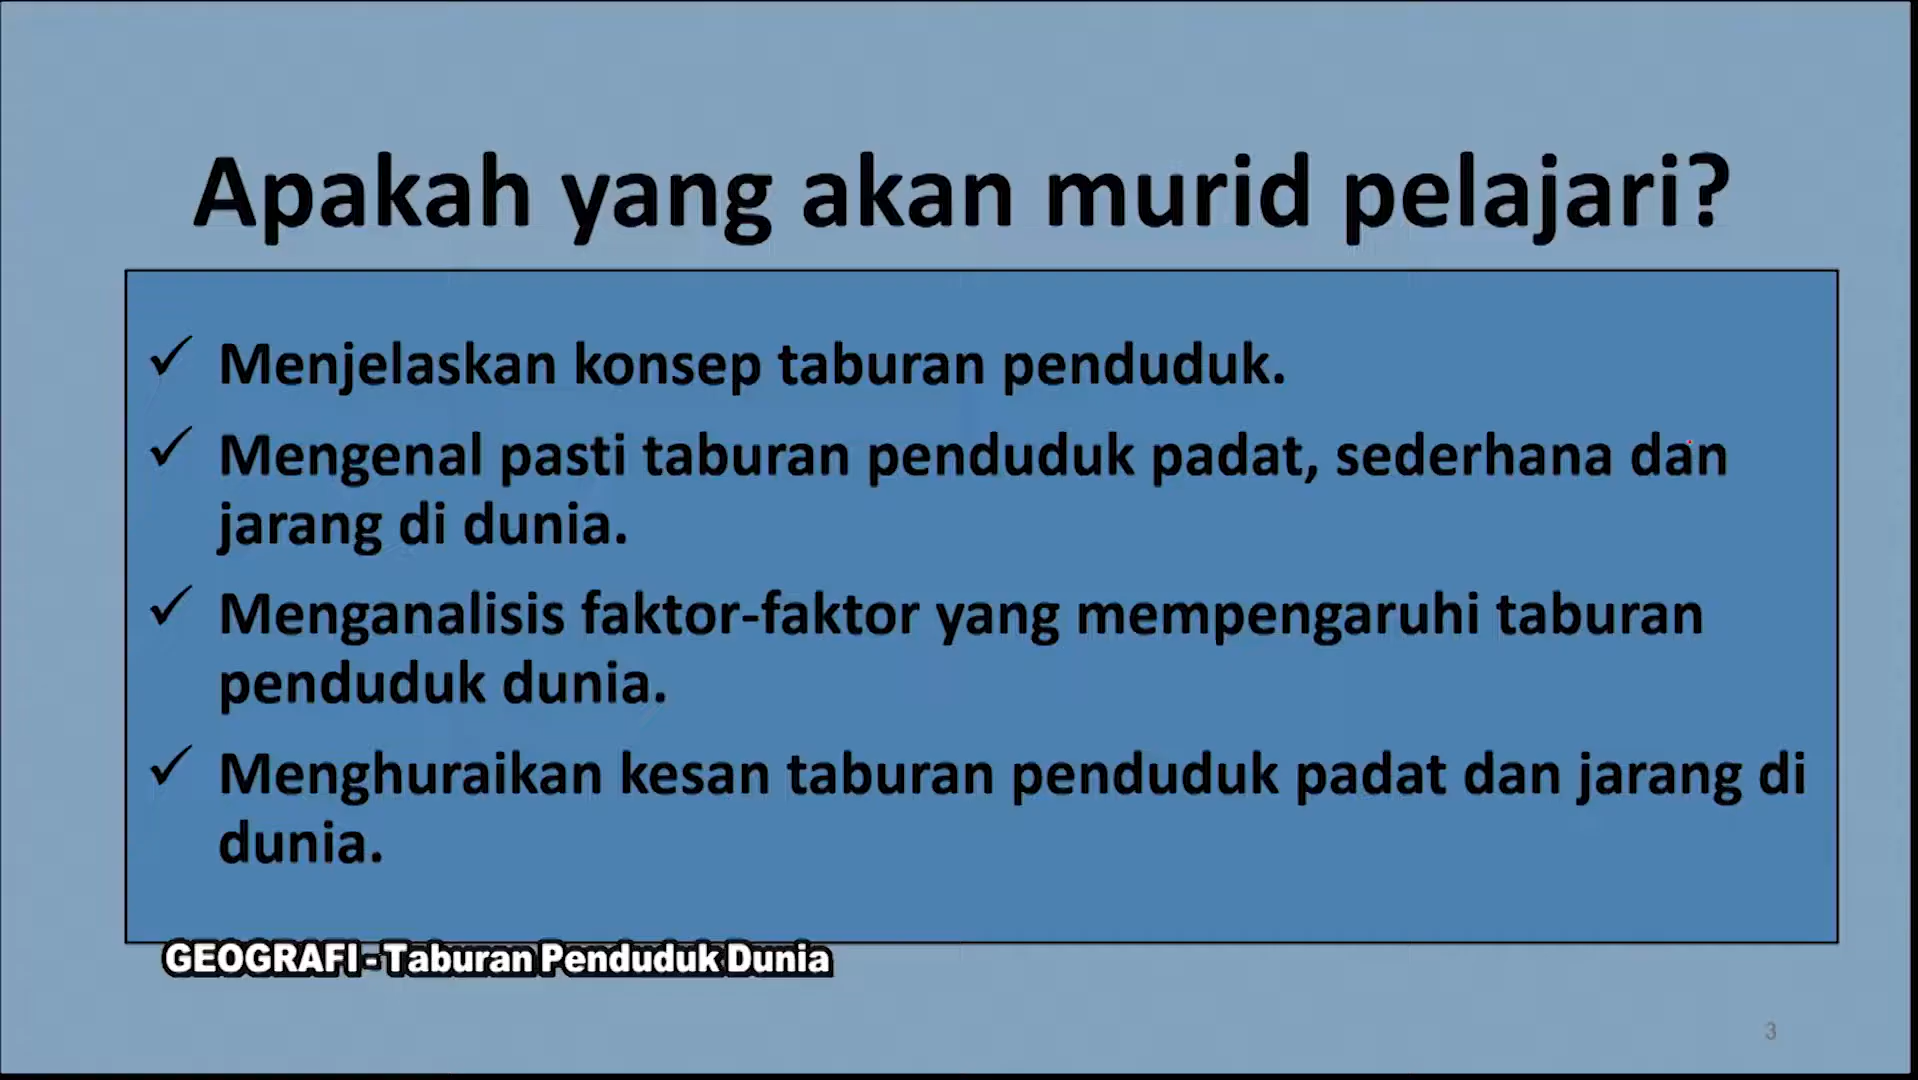 Apakah yang akan murid pelajari?
✓ Menjelaskan konsep taburan penduduk.
✓ Mengenal pasti taburan penduduk padat, sederhana dan
jarang di dunia.
✓ Menganalisis faktor-faktor yang mempengaruhi taburan
penduduk dunia.
✓ Menghuraikan kesan taburan penduduk padat dan jarang di
dunia.
GEOGRAFI - Taburan Penduduk Dunia
3